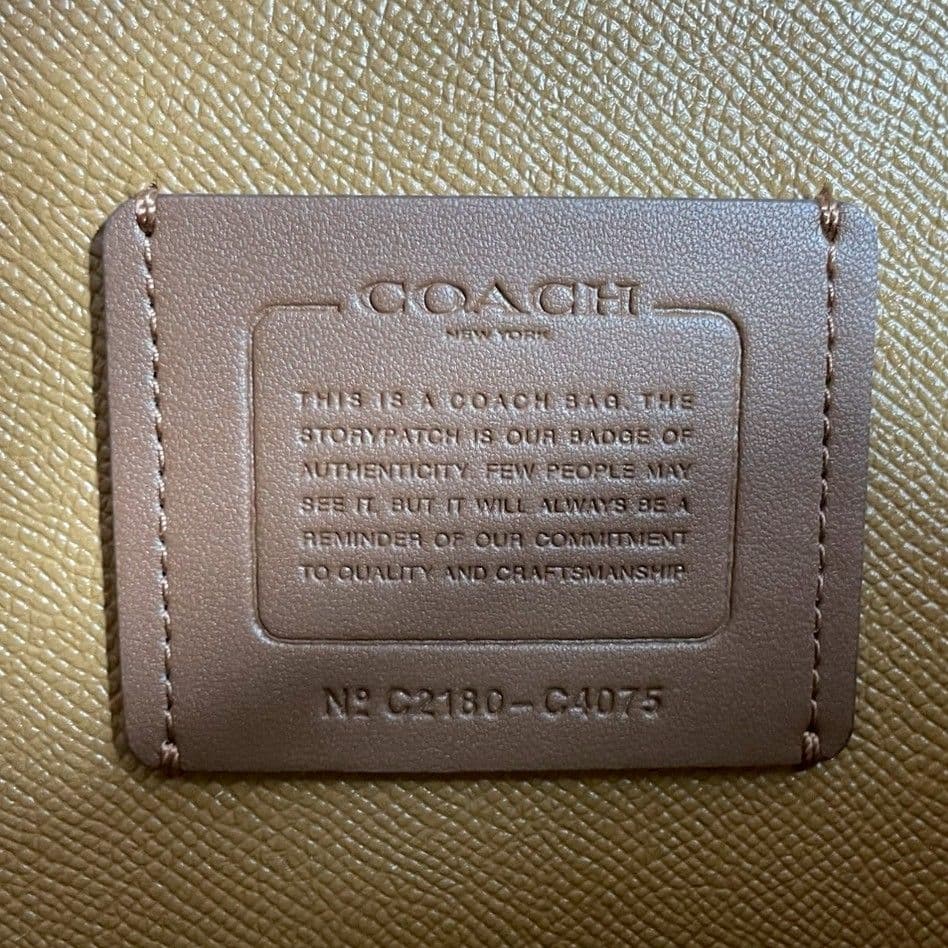 COACH
NEW YORK
THIS IS A COACH BAG. THE
STORYPATCH IS OUR BADGE OF
AUTHENTICITY. FEW PEOPLE MAY
SEE IT, BUT IT WILL ALWAYS BE A
REMINDER OF OUR COMMITMENT
TO QUALITY AND CRAFTSMANSHIP.
Nº C2180-C4075